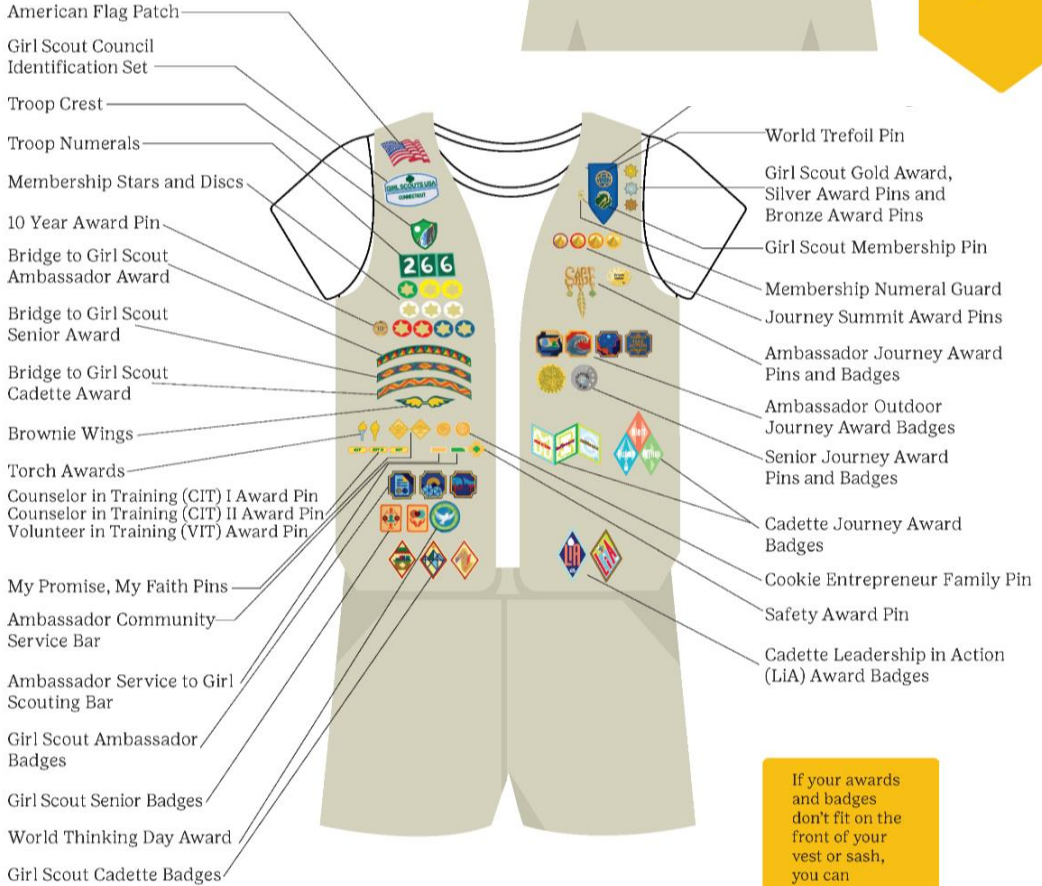 American Flag Patch
Girl Scout Council
Identification Set
Troop Crest
Troop Numerals
Membership Stars and Discs
10 Year Award Pin
Bridge to Girl Scout
Ambassador Award
Bridge to Girl Scout
Senior Award
Bridge to Girl Scout
Cadette Award
Brownie Wings
Torch Awards
Counselor in Training (CIT) I Award Pin
Counselor in Training (CIT) II Award Pin
Volunteer in Training (VIT) Award Pin
My Promise, My Faith Pins
Ambassador Community
Service Bar
Ambassador Service to Girl
Scouting Bar
Girl Scout Ambassador
Badges
Girl Scout Senior Badges
World Thinking Day Award
Girl Scout Cadette Badges
GIRL SCOUTS USA
CONNECTICUT
266
10
LiA
LiA
World Trefoil Pin
Girl Scout Gold Award,
Silver Award Pins and
Bronze Award Pins
Girl Scout Membership Pin
Membership Numeral Guard
Journey Summit Award Pins
Ambassador Journey Award
Pins and Badges
Ambassador Outdoor
Journey Award Badges
Senior Journey Award
Pins and Badges
Cadette Journey Award
Badges
Cookie Entrepreneur Family Pin
Safety Award Pin
Cadette Leadership in Action
(LiA) Award Badges
If your awards
and badges
don't fit on the
front of your
vest or sash,
you can